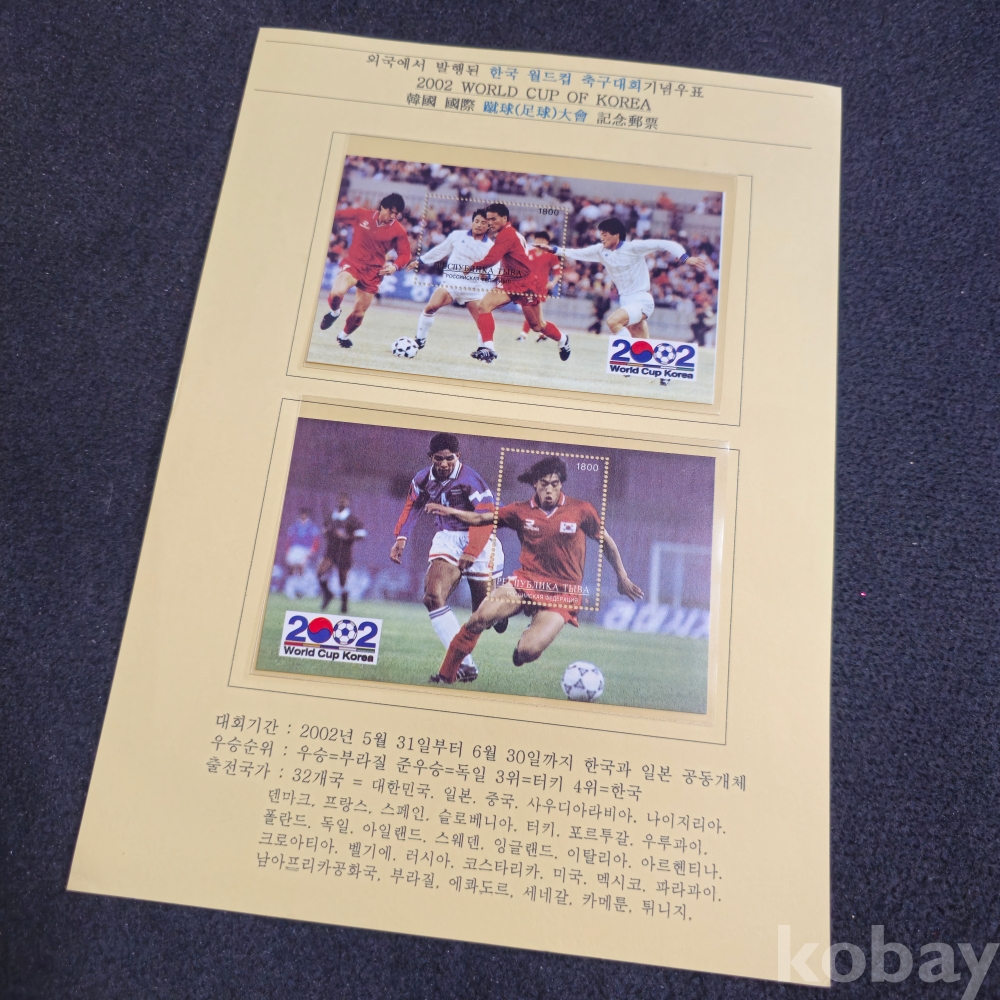 외국에서 발행된 한국 월드컵 축구대회기념우표
2002 WORLD CUP OF KOREA
韓國 國際 蹴球(足球)大會 記念郵票
1800
РЕСПУБЛИКА ТЫВА
РОССИЙСКАЯ ФЕДЕРАЦИЯ
2002
World Cup Korea
1800
РЕСПУБЛИКА ТЫВА
РОССИЙСКАЯ ФЕДЕРАЦИЯ
2002
World Cup Korea
대회기간 : 2002년 5월 31일부터 6월 30일까지 한국과 일본 공동개체
우승순위 : 우승=부라질 준우승=독일 3위=터키 4위=한국
출전국가 : 32개국 = 대한민국. 일본. 중국. 사우디아라비아. 나이지리아.
덴마크. 프랑스. 스페인. 슬로베니아. 터키. 포르투갈. 우루과이.
폴란드. 독일. 아일랜드. 스웨덴. 잉글랜드. 이탈리아. 아르헨티나.
크로아티아. 벨기에. 러시아. 코스타리카. 미국. 멕시코. 파라과이.
남아프리카공화국. 부라질. 에콰도르. 세네갈. 카메룬. 튀니지.
kobay